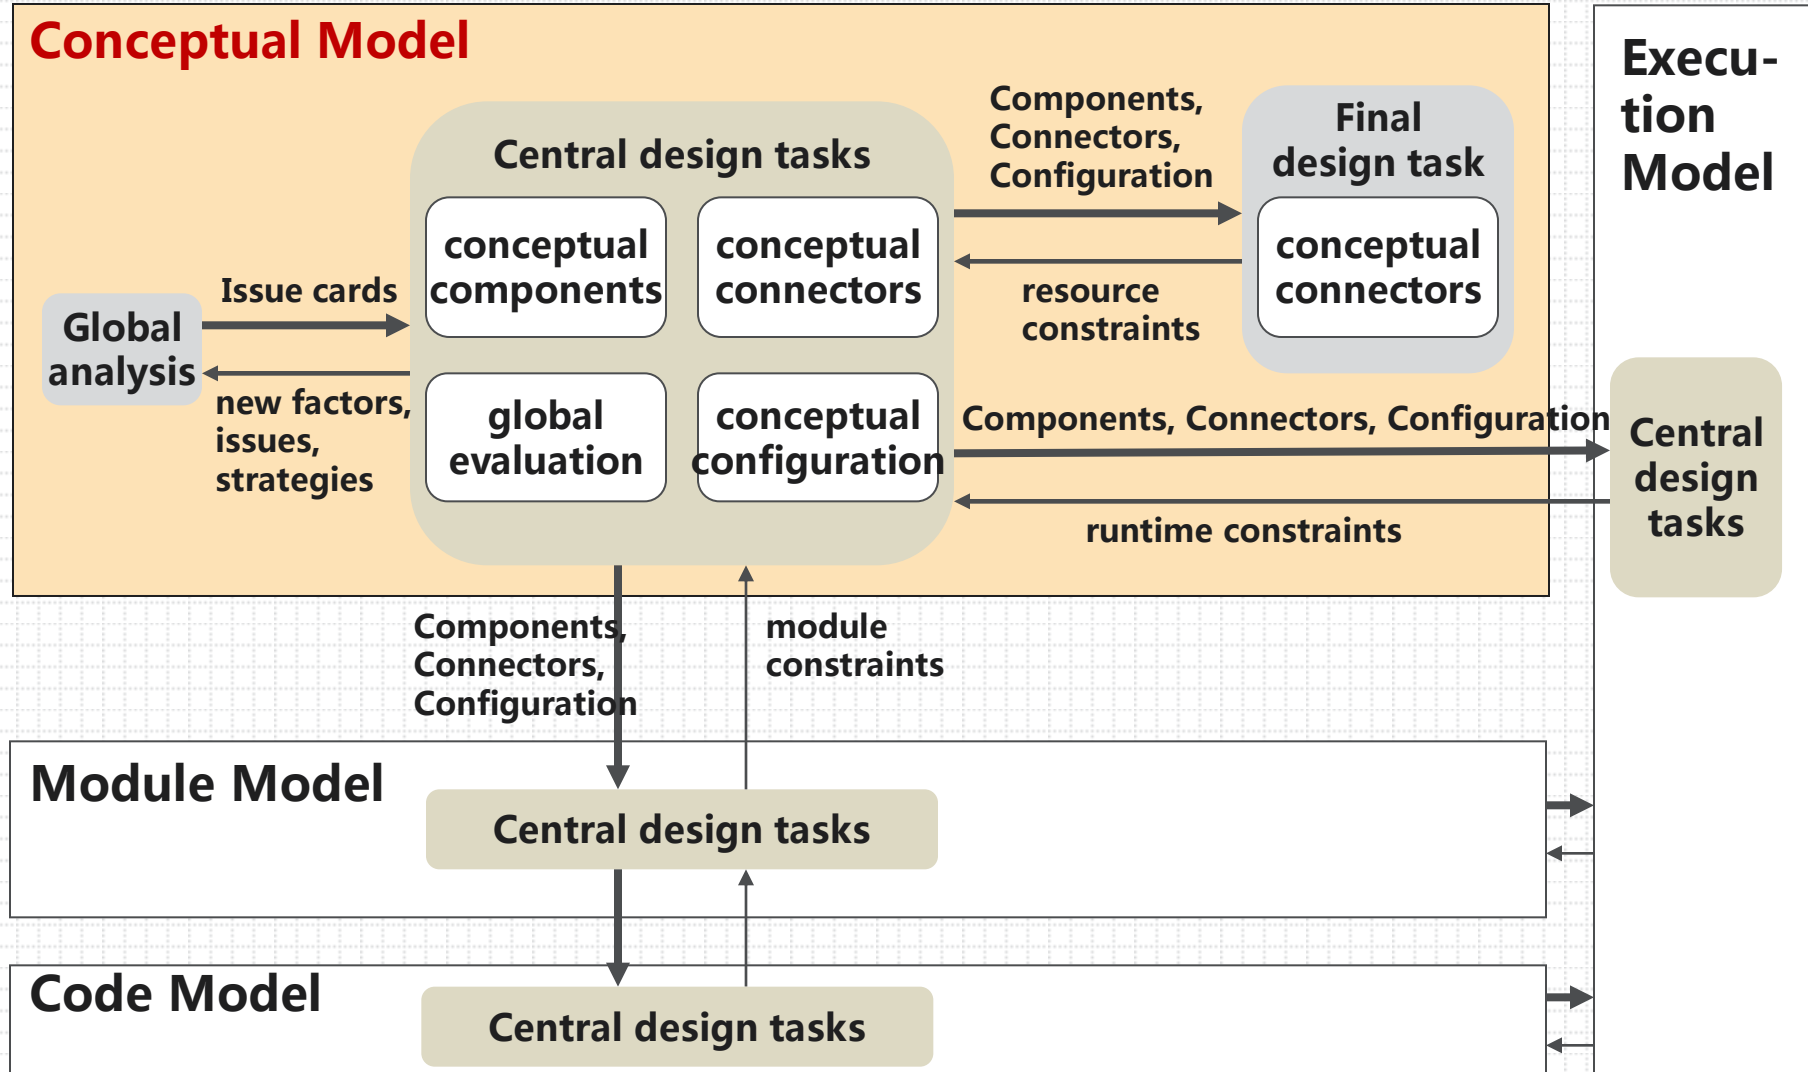 Conceptual Model
Execu-
tion
Model
Components,
Connectors,
Configuration
Final
design task
conceptual
connectors
Central design tasks
conceptual
components
conceptual
connectors
global
evaluation
conceptual
configuration
Issue cards
Global
analysis
new factors,
issues,
strategies
resource
constraints
Components, Connectors, Configuration
runtime constraints
Central
design
tasks
Components,
Connectors,
Configuration
module
constraints
Module Model
Central design tasks
Code Model
Central design tasks